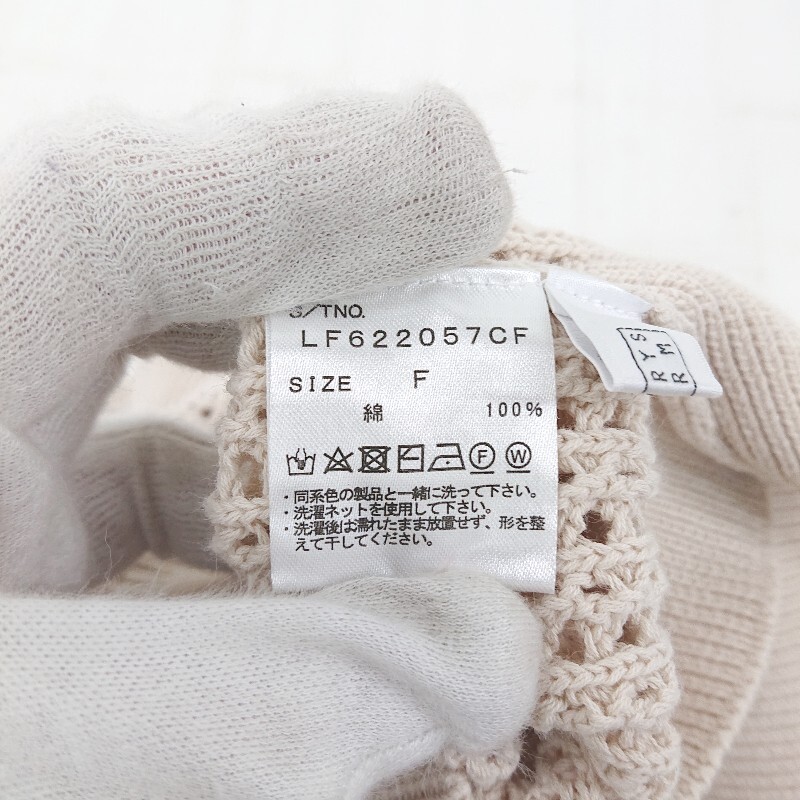 S/TNO.
LF622057CF
SIZE F
綿 100%
F W
・同系色の製品と一緒に洗って下さい。
・洗濯ネットを使用して下さい。
・洗濯後は濡れたまま放置せず、形を整
えて干してください。
RYS
RM